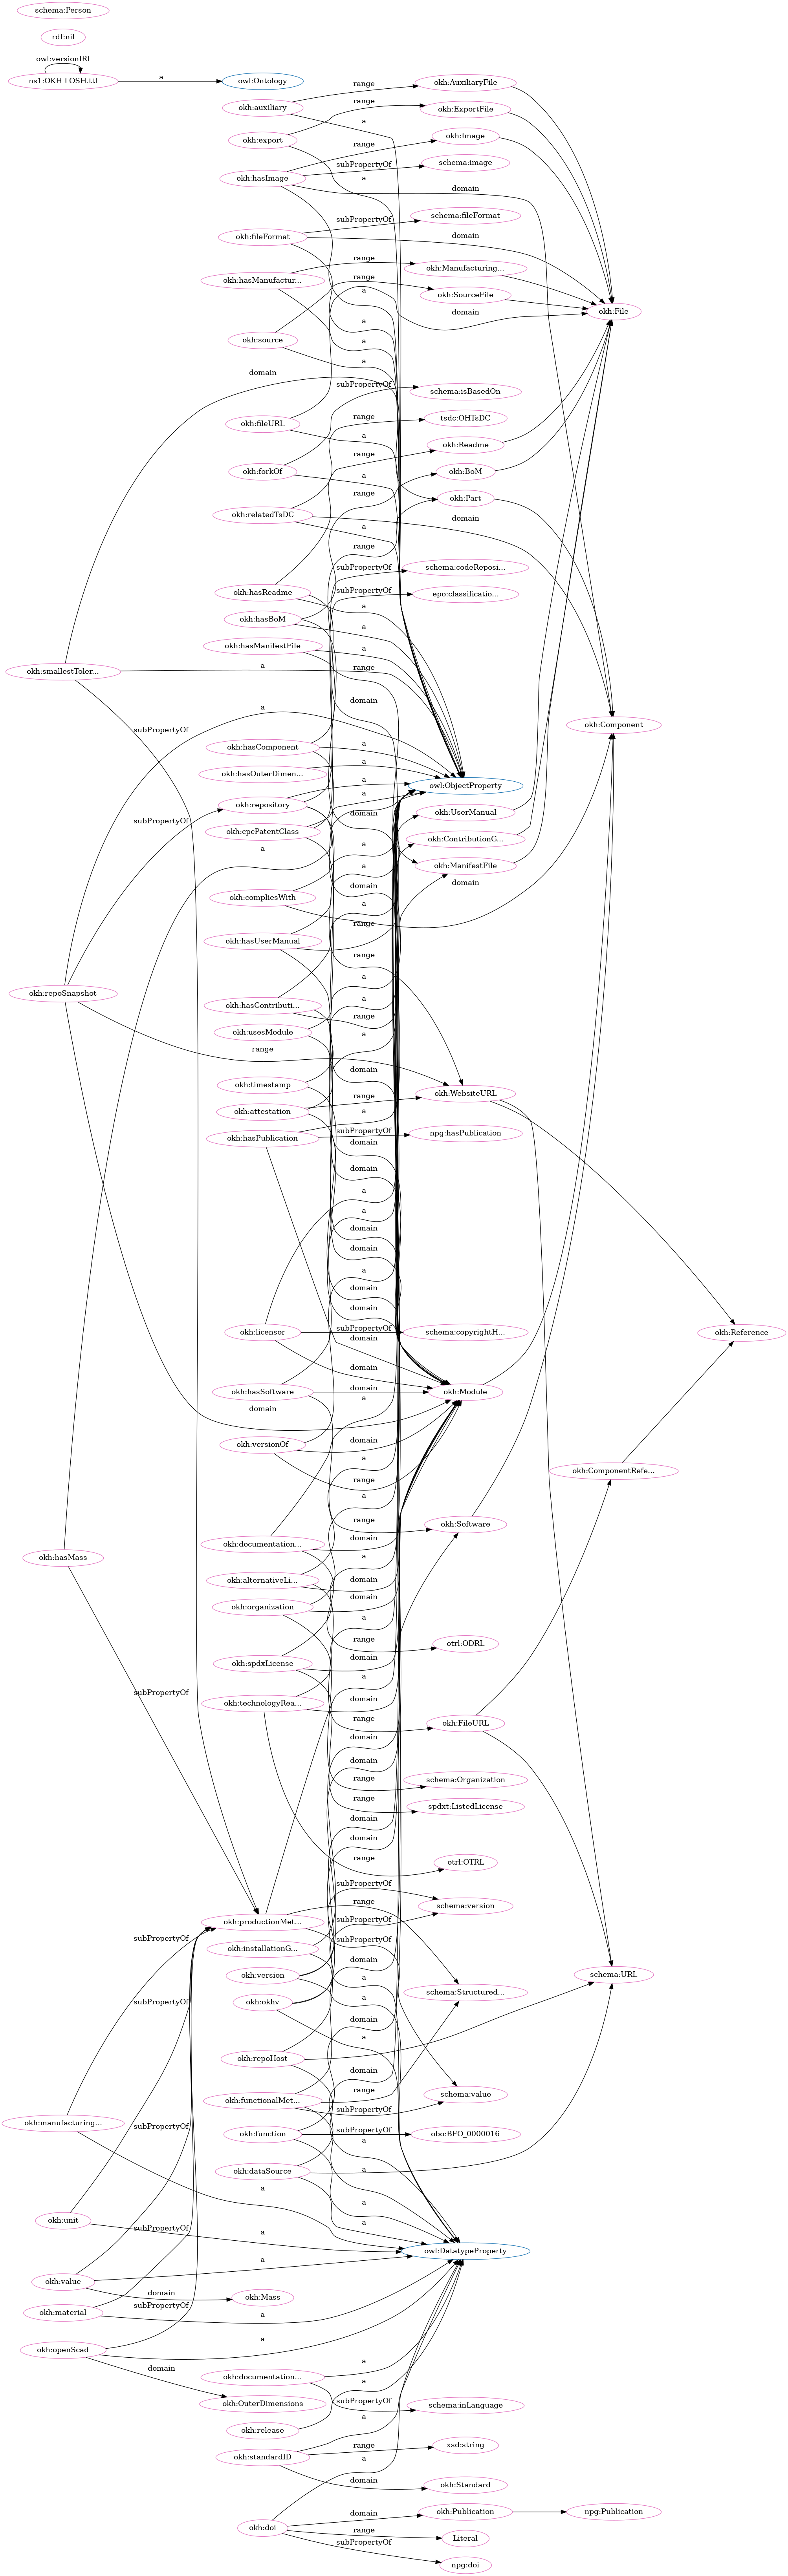 schema:Person
rdf:nil
owl:versionIRI
ns1:OKH-LOSH.ttl
a
owl:Ontology
okh:auxiliary
range
okh:AuxiliaryFile
okh:export
range
okh:ExportFile
a
okh:Image
range
okh:hasImage
subPropertyOf
schema:image
a
domain
okh:fileFormat
subPropertyOf
schema:fileFormat
domain
okh:hasManufactur...
range
okh:Manufacturing...
range
okh:SourceFile
a
okh:source
domain
okh:File
a
a
a
domain
subPropertyOf
schema:isBasedOn
okh:fileURL
range
tsdc:OHTsDC
a
okh:Readme
range
okh:forkOf
okh:BoM
a
range
okh:Part
okh:relatedTsDC
domain
a
range
okh:hasReadme
subPropertyOf
schema:codeReposi...
okh:hasBoM
subPropertyOf
epo:classificatio...
a
a
okh:hasManifestFile
a
okh:smallestToler...
a
range
domain
a
subPropertyOf
okh:Component
okh:hasComponent
a
okh:hasOuterDimen...
a
okh:repository
a
owl:ObjectProperty
okh:cpcPatentClass
a
domain
okh:UserManual
subPropertyOf
okh:ContributionG...
a
a
okh:ManifestFile
okh:compliesWith
a
domain
domain
okh:hasUserManual
a
range
okh:repoSnapshot
range
okh:hasContributi...
a
a
range
okh:usesModule
a
range
domain
okh:timestamp
okh:WebsiteURL
okh:attestation
range
a
okh:hasPublication
subPropertyOf
npg:hasPublication
domain
domain
a
a
domain
domain
a
domain
domain
okh:licensor
subPropertyOf
schema:copyrightH...
okh:Reference
domain
domain
okh:hasSoftware
domain
okh:Module
a
domain
okh:versionOf
domain
a
okh:ComponentRefe...
range
a
range
okh:Software
domain
okh:documentation...
okh:hasMass
a
domain
okh:alternativeLi...
domain
okh:organization
a
range
otrl:ODRL
domain
okh:spdxLicense
a
subPropertyOf
okh:technologyRea...
domain
range
okh:FileURL
domain
domain
range
schema:Organization
range
spdxt:ListedLicense
domain
domain
range
otrl:OTRL
subPropertyOf
range
schema:version
okh:productionMet...
subPropertyOf
subPropertyOf
subPropertyOf
okh:installationG...
domain
okh:version
a
schema:URL
subPropertyOf
okh:okhv
a
schema:Structured...
domain
a
okh:repoHost
domain
range
schema:value
okh:functionalMet...
subPropertyOf
okh:manufacturing...
subPropertyOf
okh:function
subPropertyOf
obo:BFO_0000016
a
a
okh:dataSource
a
a
okh:unit
subPropertyOf
a
owl:DatatypeProperty
a
okh:value
domain
okh:Mass
subPropertyOf
okh:material
a
a
okh:openScad
a
domain
okh:documentation...
a
okh:OuterDimensions
subPropertyOf
schema:inLanguage
a
okh:release
range
xsd:string
okh:standardID
a
domain
okh:Standard
okh:Publication
npg:Publication
domain
okh:doi
range
Literal
subPropertyOf
npg:doi